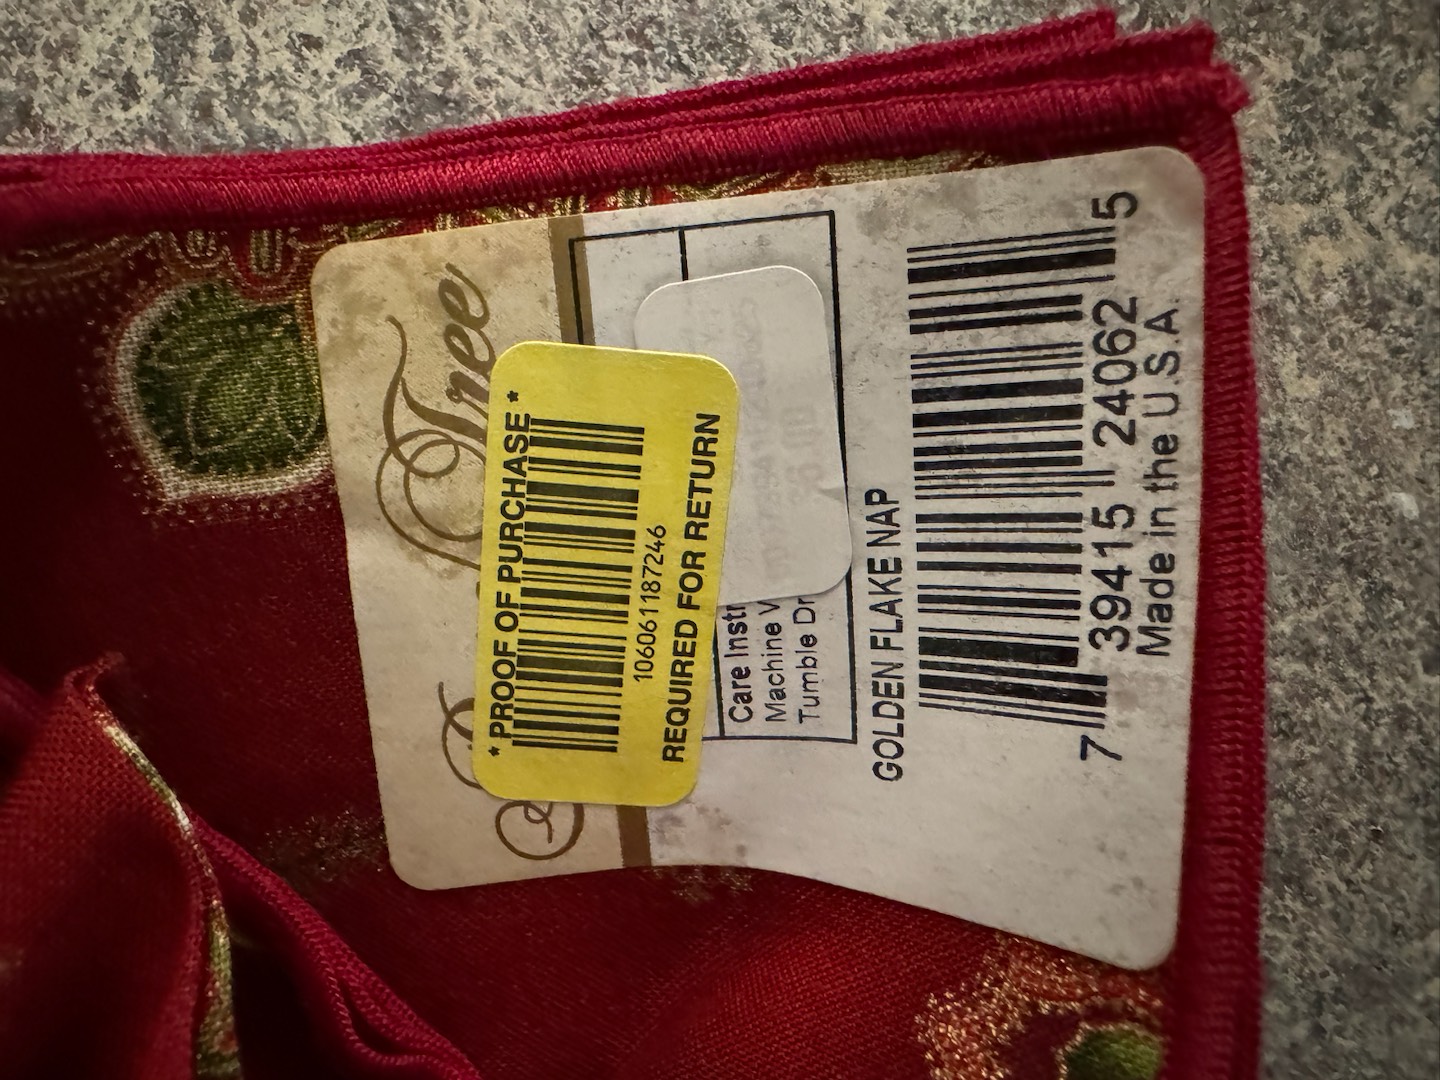 Tree
* PROOF OF PURCHASE *
106061187246
REQUIRED FOR RETURN
Care Instr
Machine W
Tumble Dr
GOLDEN FLAKE NAP
7 39415 24062 5
Made in the U.S.A.